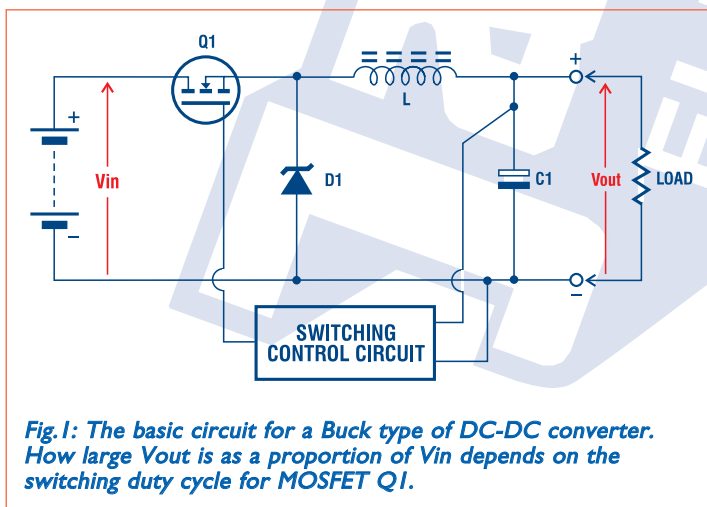 Q1
L
+
+
Vin
D1
C1
Vout
LOAD
−
−
SWITCHING
CONTROL CIRCUIT
Fig.1: The basic circuit for a Buck type of DC-DC converter.
How large Vout is as a proportion of Vin depends on the
switching duty cycle for MOSFET Q1.